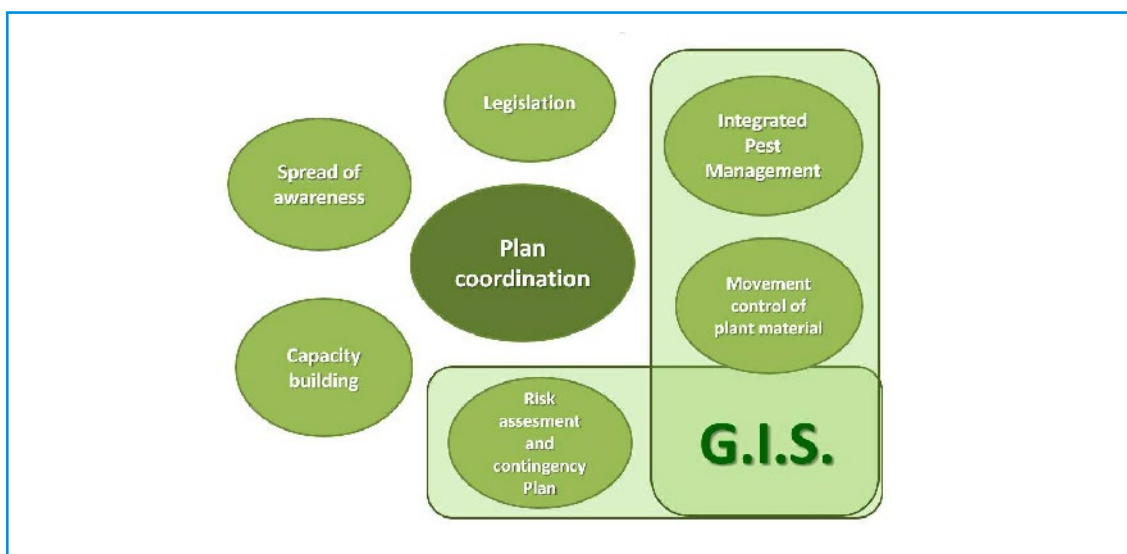 Legislation
Integrated
Pest
Management
Spread of
awareness
Plan
coordination
Movement
control of
plant material
Capacity
building
Risk
assesment
and
contingency
Plan
G.I.S.